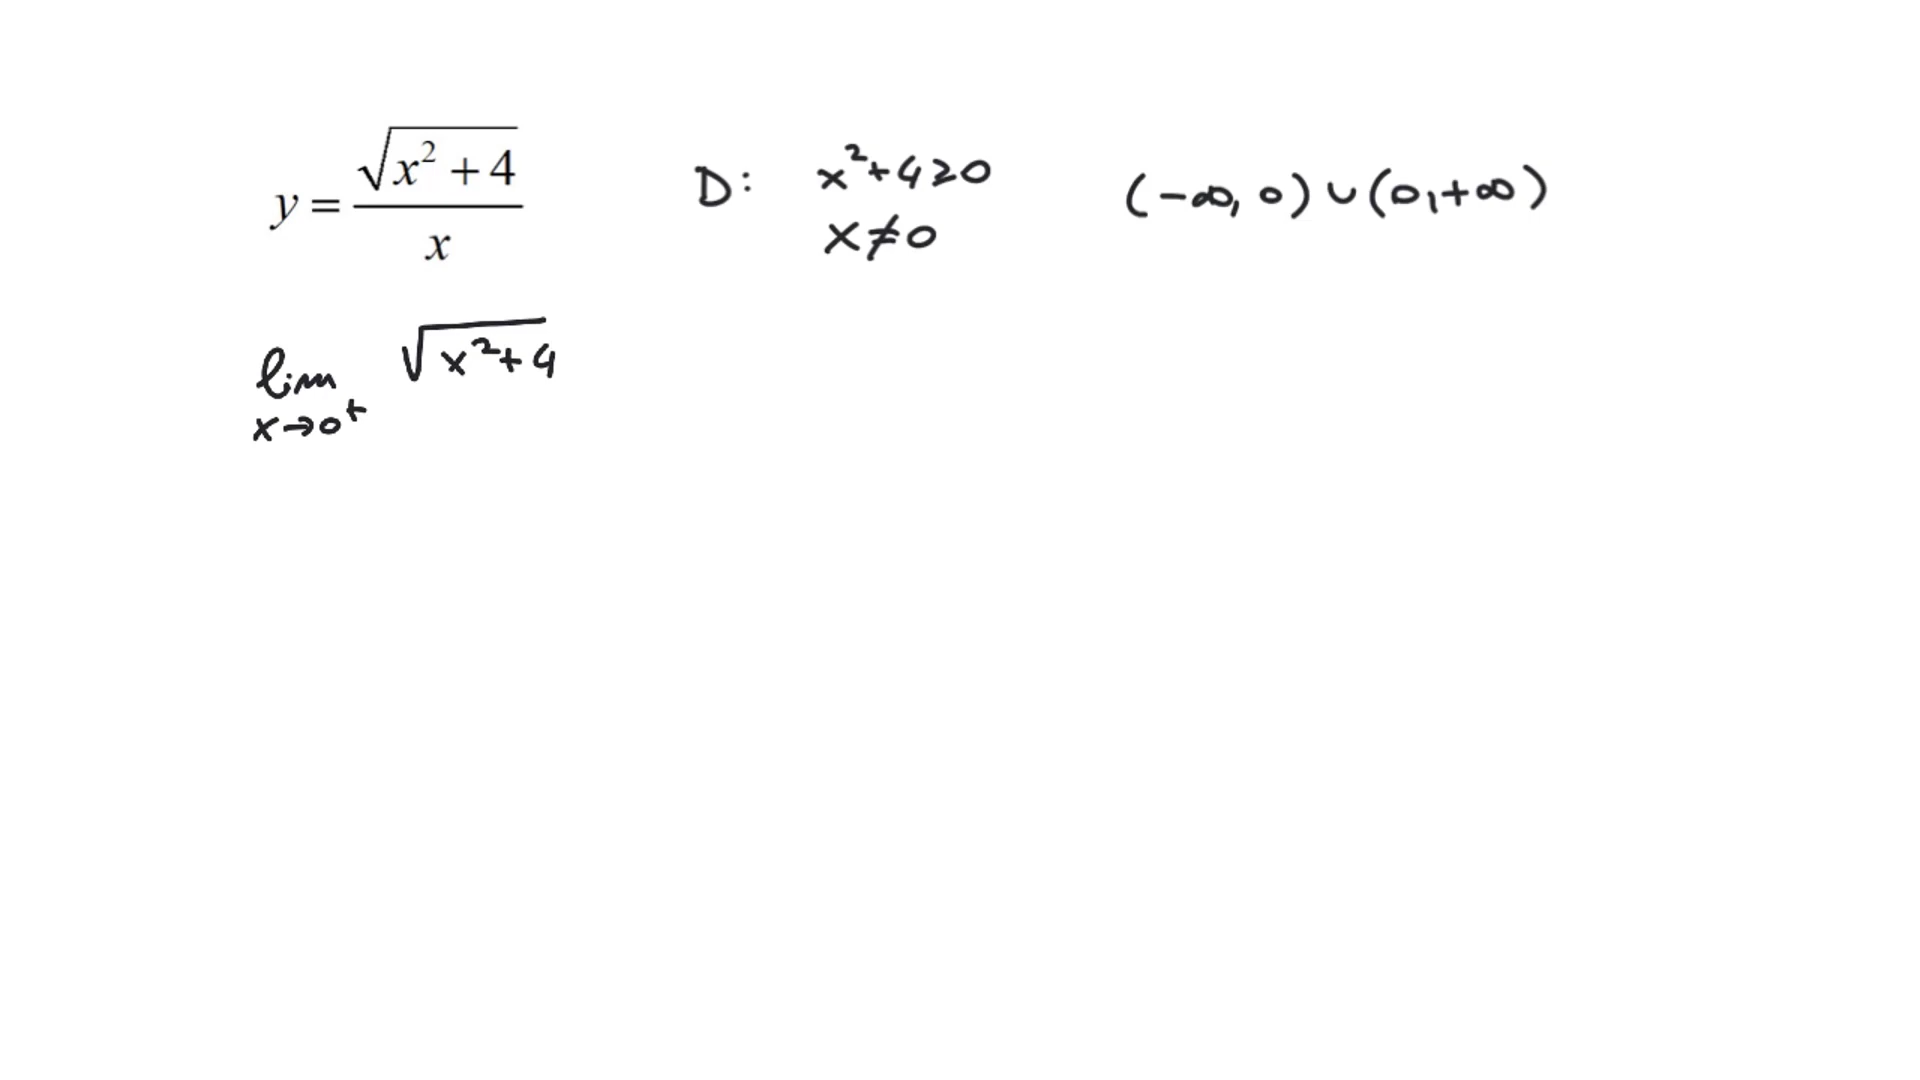 y = √(x² + 4) / x
D: x² + 4 ≥ 0
x ≠ 0
(-∞, 0) ∪ (0, +∞)
lim x→0⁺ √(x² + 4)